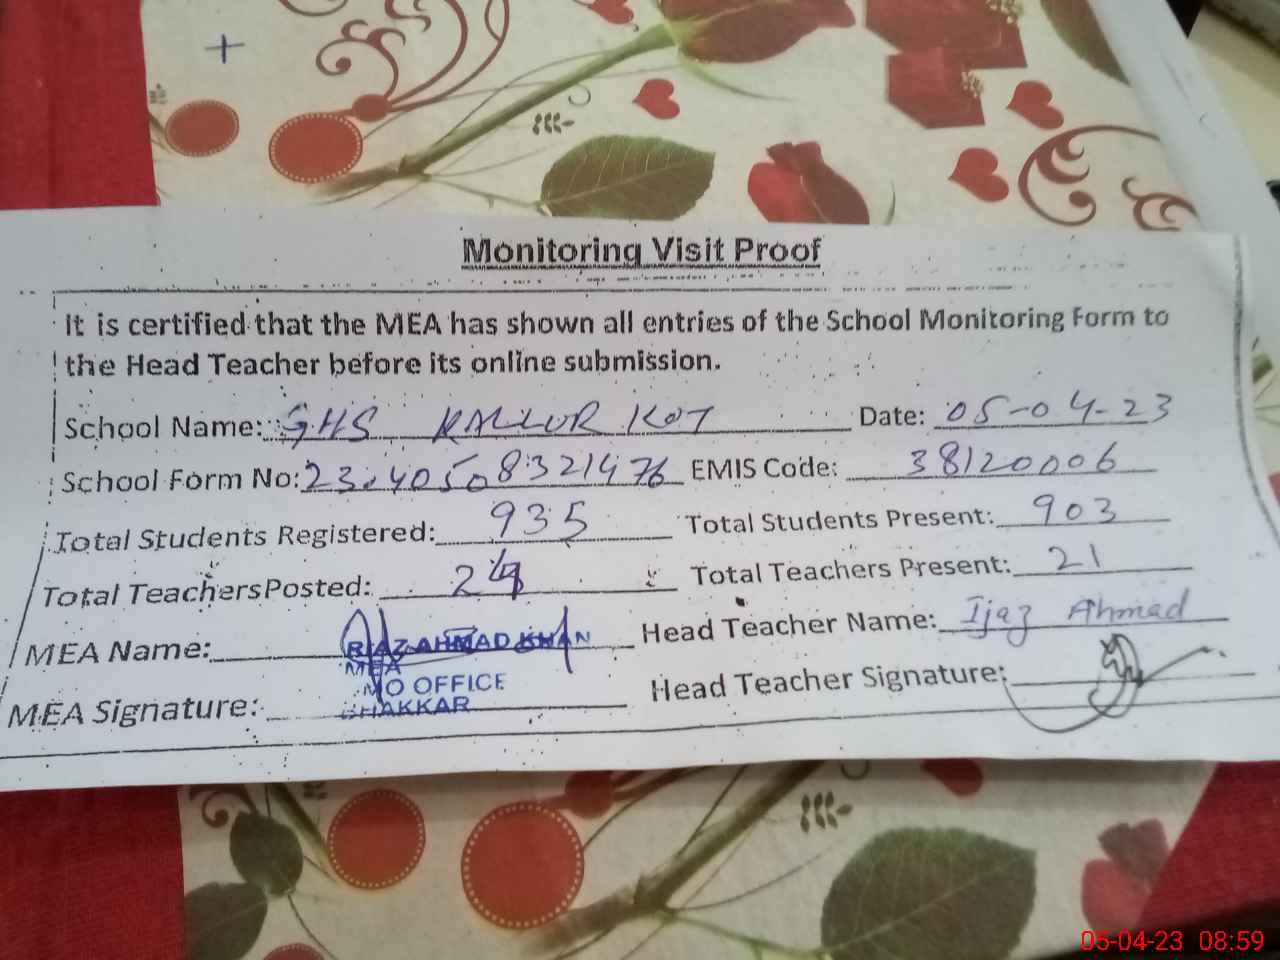 Monitoring Visit Proof
It is certified that the MEA has shown all entries of the School Monitoring Form to
the Head Teacher before its online submission.
School Name: GHS KALLUR KOT Date: 05-04-23
School Form No: 23.40508321476 EMIS Code: 38120006
Total Students Registered: 935 Total Students Present: 903
Total Teachers Posted: 24 Total Teachers Present: 21
MEA Name: RIAZ AHMAD KHAN Head Teacher Name: Ijaz Ahmad
MEA
MO OFFICE
MEA Signature: BHAKKAR Head Teacher Signature:
05-04-23 08:59